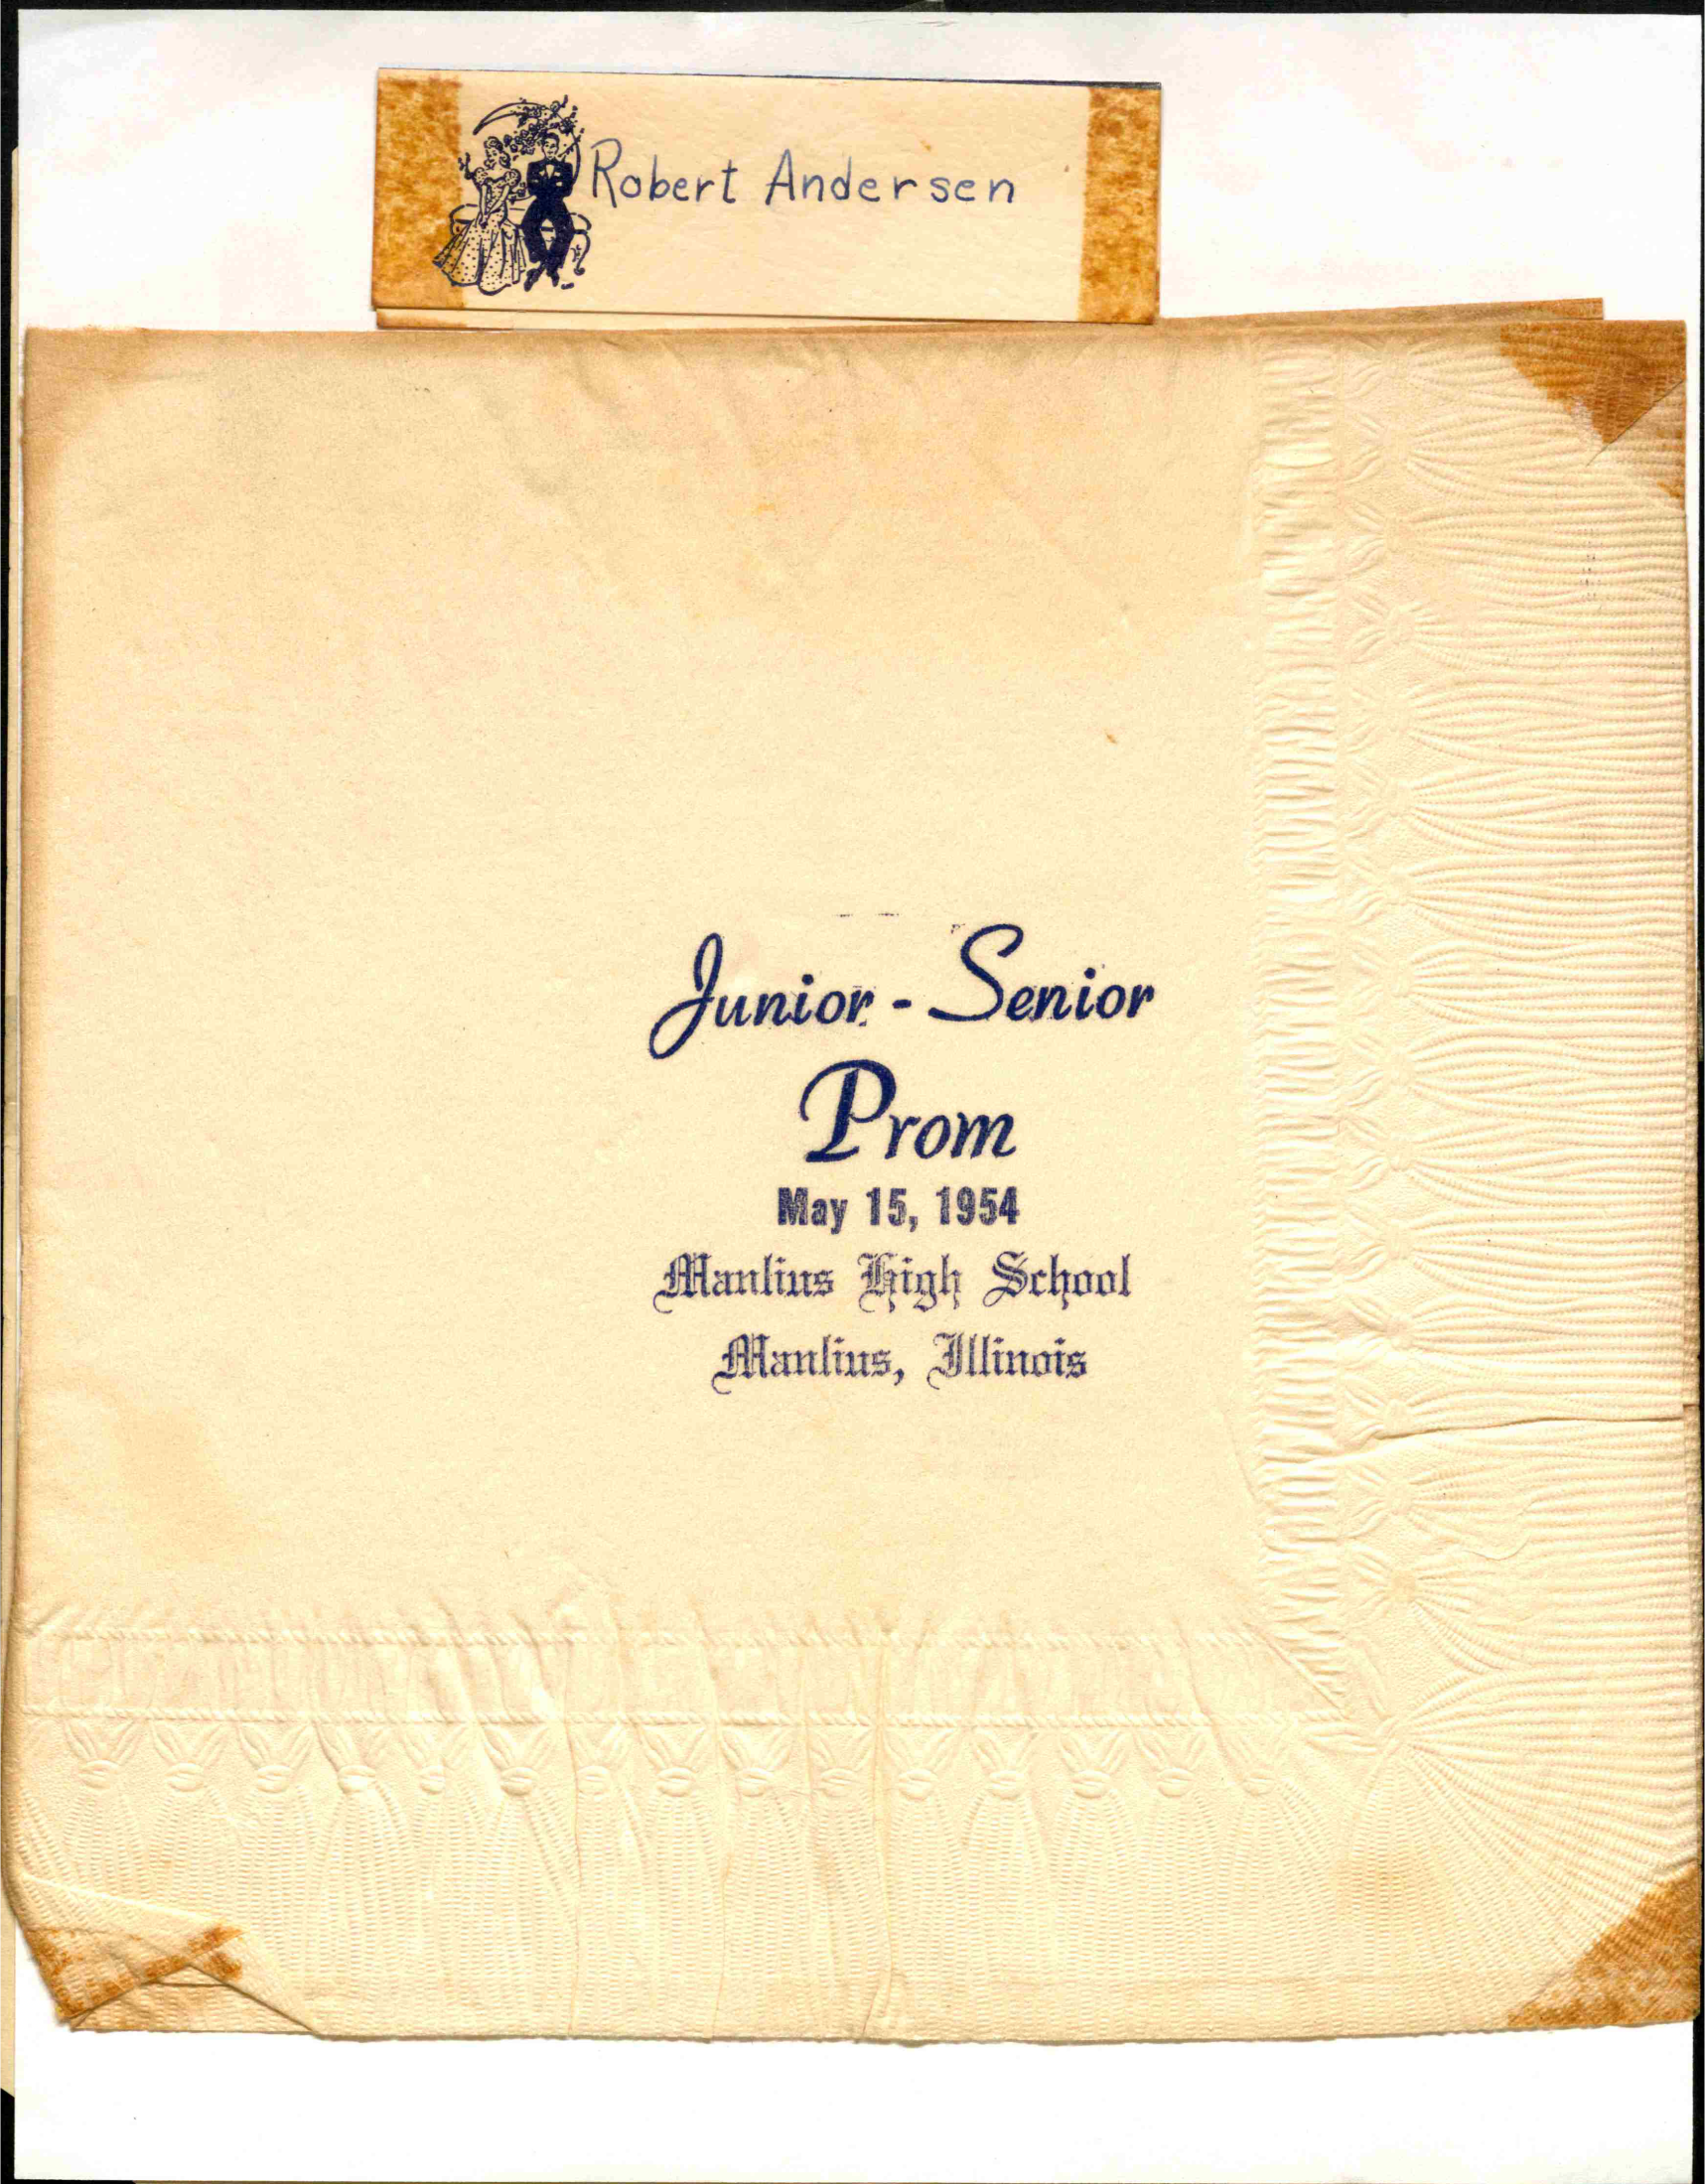 Robert Andersen
Junior - Senior
Prom
May 15, 1954
Manlius High School
Manlius, Illinois